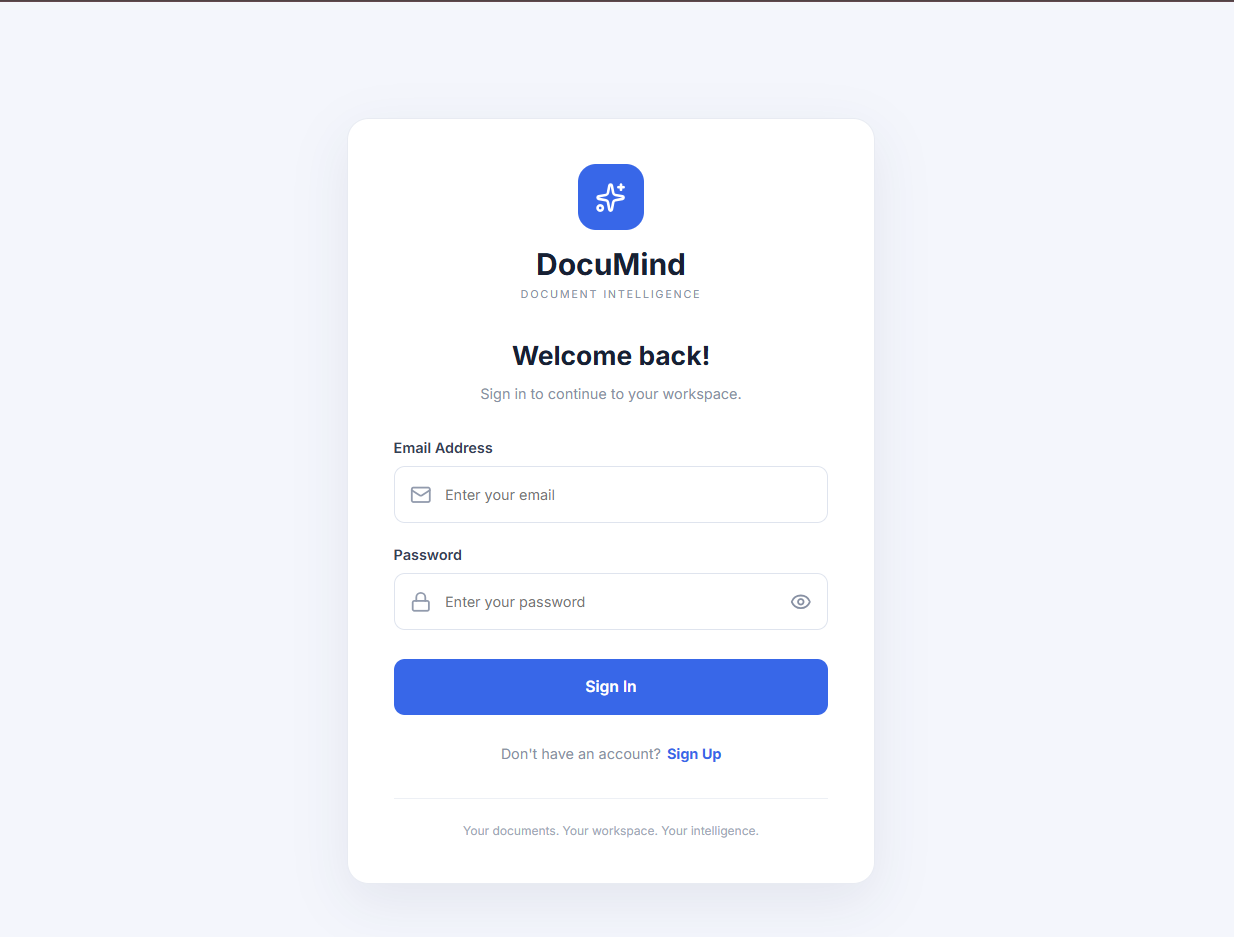 DocuMind
DOCUMENT INTELLIGENCE
Welcome back!
Sign in to continue to your workspace.
Email Address
Enter your email
Password
Enter your password
Sign In
Don't have an account? Sign Up
Your documents. Your workspace. Your intelligence.